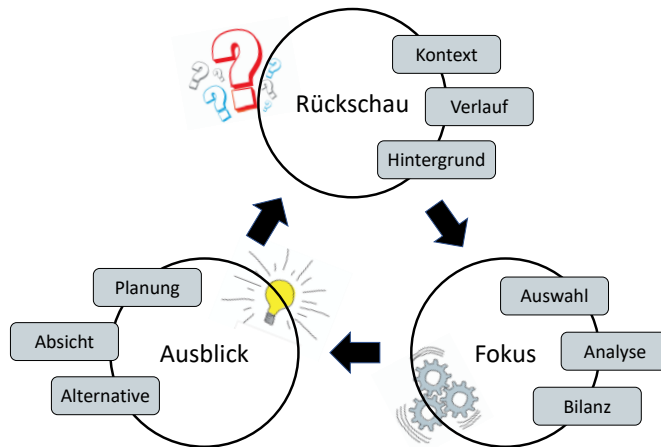 Kontext
Rückschau
Verlauf
Hintergrund
Planung
Absicht
Ausblick
Alternative
Auswahl
Fokus
Analyse
Bilanz